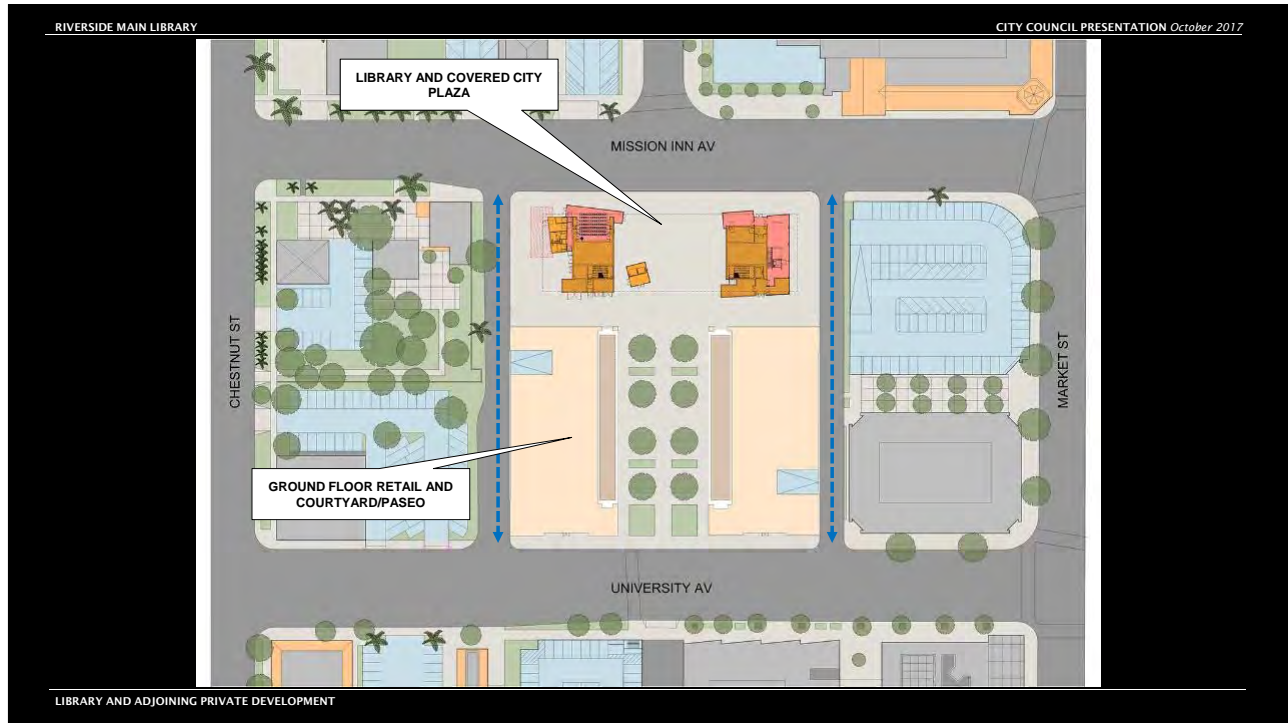 RIVERSIDE MAIN LIBRARY
CITY COUNCIL PRESENTATION October 2017
LIBRARY AND COVERED CITY
PLAZA
MISSION INN AV
CHESTNUT ST
MARKET ST
GROUND FLOOR RETAIL AND
COURTYARD/PASEO
UNIVERSITY AV
LIBRARY AND ADJOINING PRIVATE DEVELOPMENT